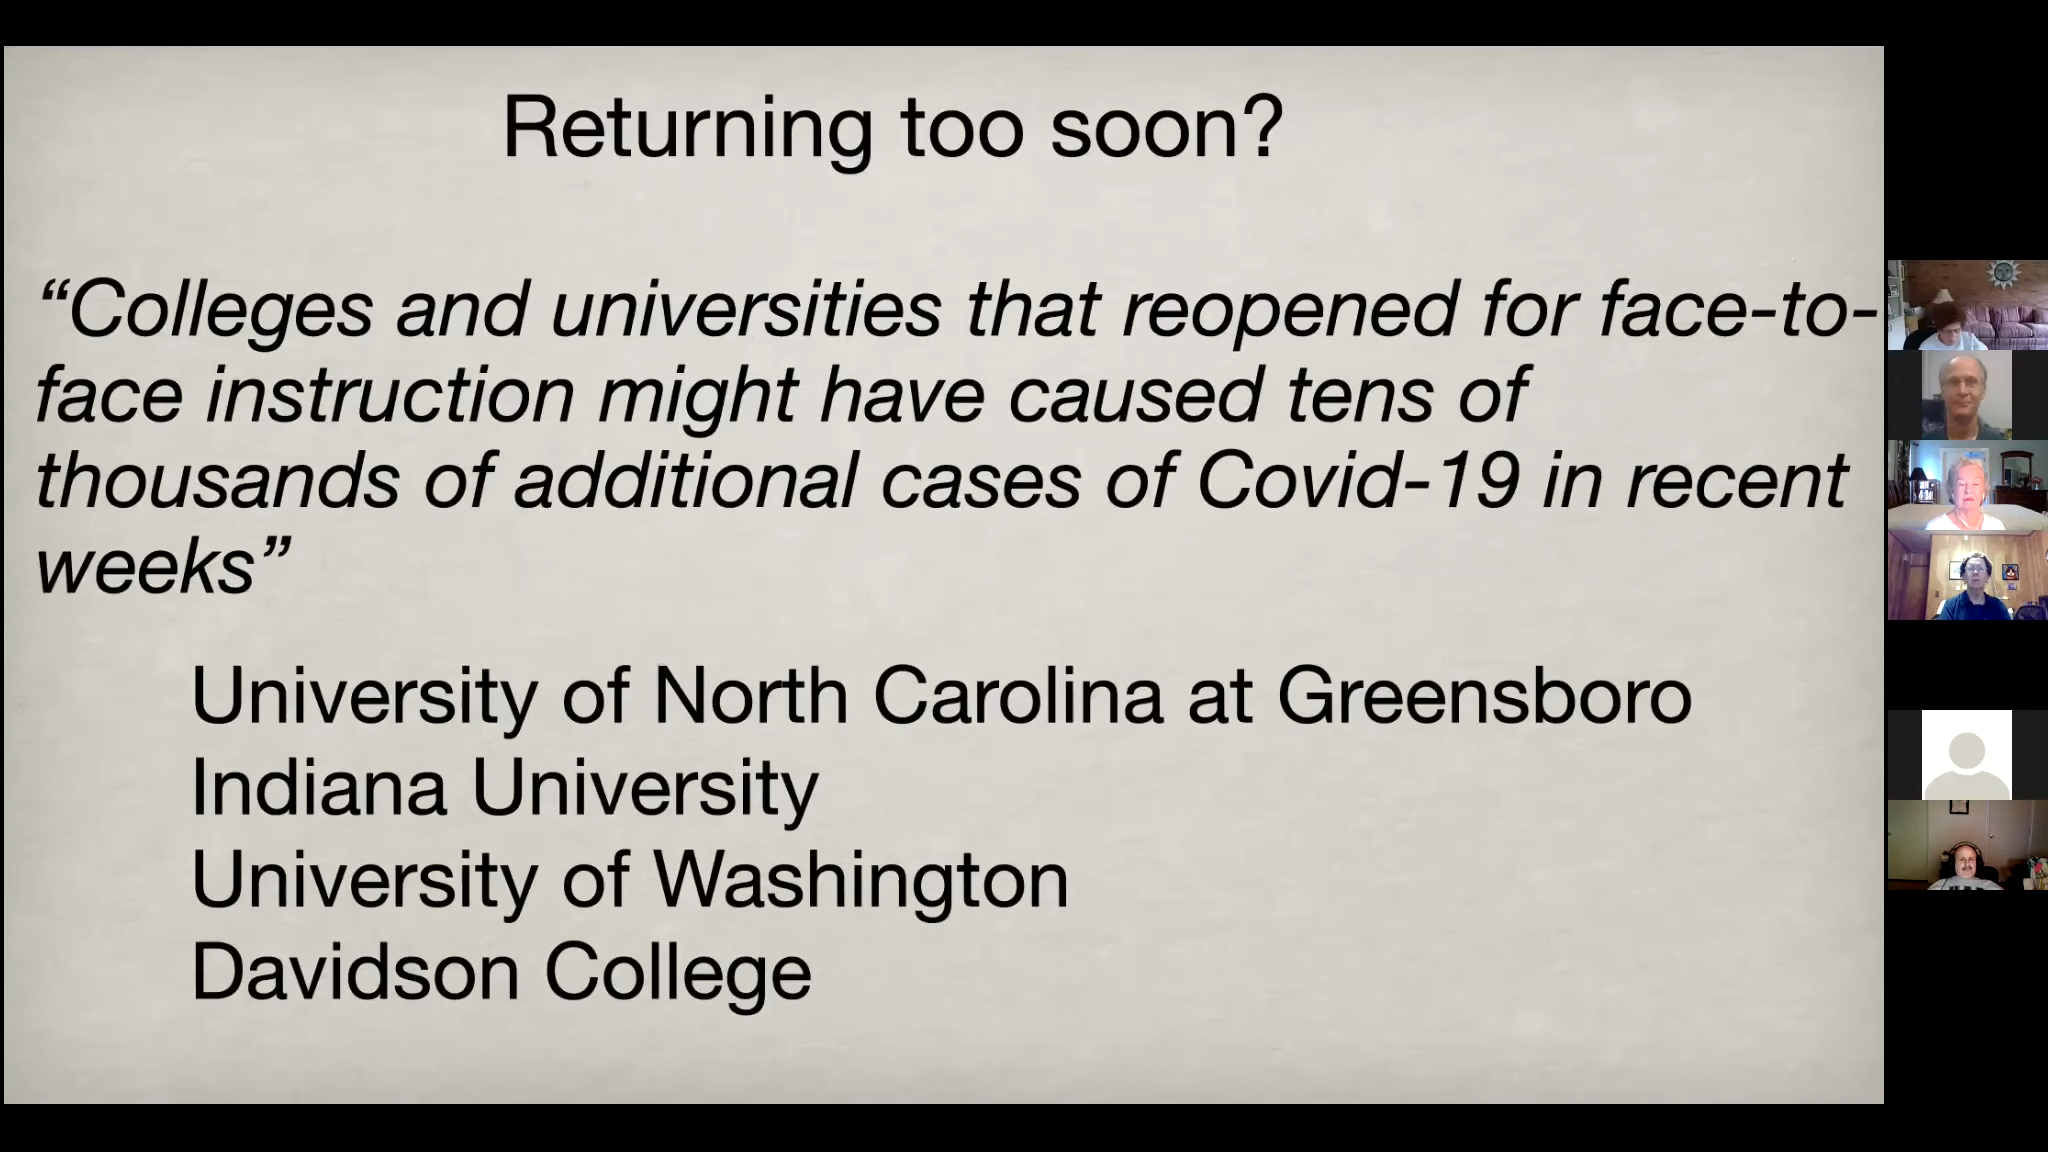 Returning too soon?
“Colleges and universities that reopened for face-to-
face instruction might have caused tens of
thousands of additional cases of Covid-19 in recent
weeks”
University of North Carolina at Greensboro
Indiana University
University of Washington
Davidson College